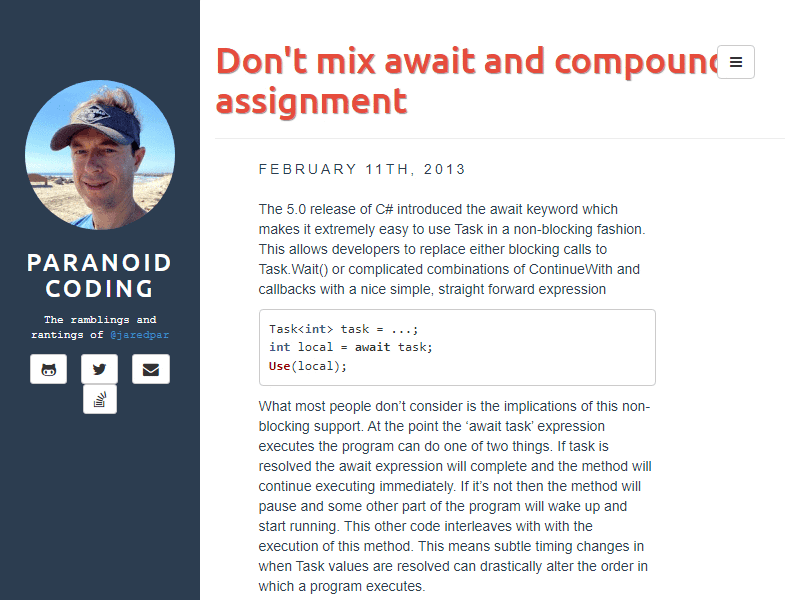 PARANOID
CODING
The ramblings and
rantings of @jaredpar
Don't mix await and compound
assignment
FEBRUARY 11TH, 2013
The 5.0 release of C# introduced the await keyword which
makes it extremely easy to use Task in a non-blocking fashion.
This allows developers to replace either blocking calls to
Task.Wait() or complicated combinations of ContinueWith and
callbacks with a nice simple, straight forward expression
Task<int> task = ...;
int local = await task;
Use(local);
What most people don’t consider is the implications of this non-
blocking support. At the point the ‘await task’ expression
executes the program can do one of two things. If task is
resolved the await expression will complete and the method will
continue executing immediately. If it’s not then the method will
pause and some other part of the program will wake up and
start running. This other code interleaves with with the
execution of this method. This means subtle timing changes in
when Task values are resolved can drastically alter the order in
which a program executes.